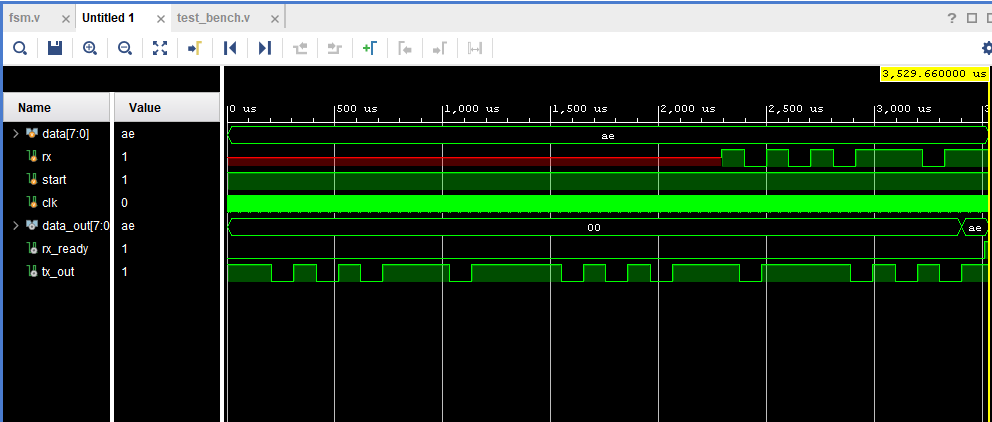 fsm.v
Untitled 1
test_bench.v
?
3,529.660000 us
Name Value
0 us 500 us 1,000 us 1,500 us 2,000 us 2,500 us 3,000 us
data[7:0] ae ae
rx 1
start 1
clk 0
data_out[7:0 ae 00 ae
rx_ready 1
tx_out 1